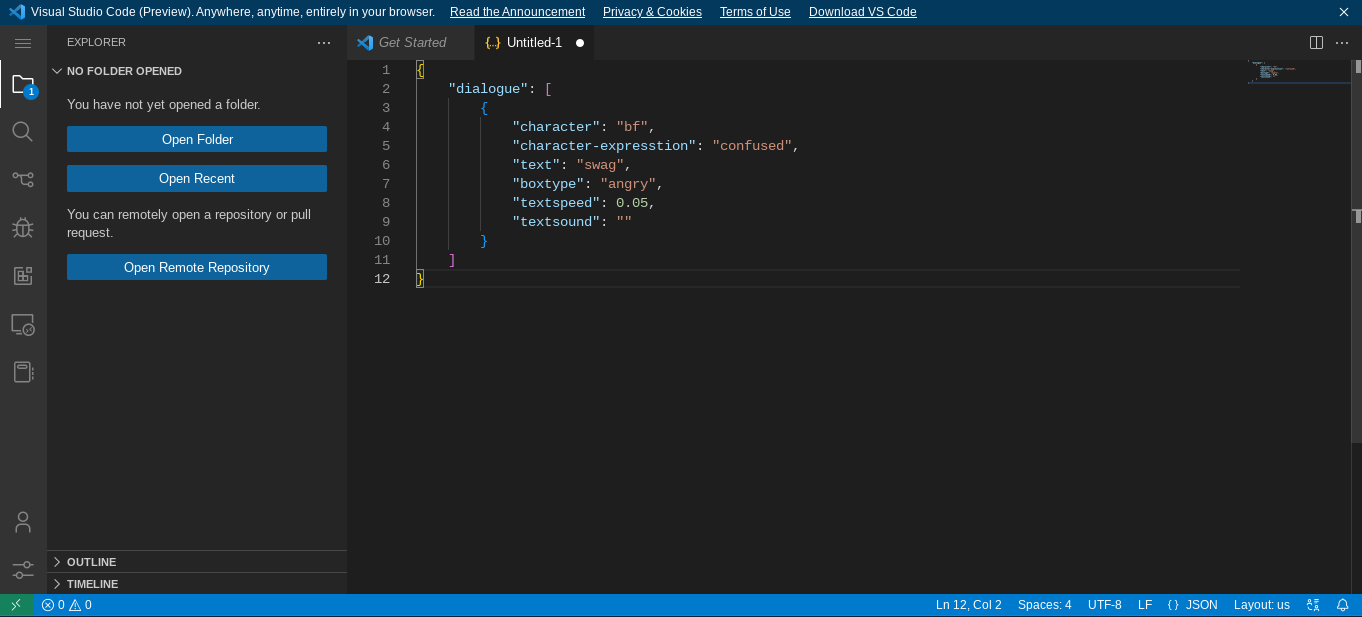 Visual Studio Code (Preview). Anywhere, anytime, entirely in your browser. Read the Announcement Privacy & Cookies Terms of Use Download VS Code
EXPLORER
NO FOLDER OPENED
1
You have not yet opened a folder.
Open Folder
Open Recent
You can remotely open a repository or pull
request.
Open Remote Repository
OUTLINE
TIMELINE
Get Started
{..} Untitled-1
1 {
2 "dialogue": [
3 {
4 "character": "bf",
5 "character-expresstion": "confused",
6 "text": "swag",
7 "boxtype": "angry",
8 "textspeed": 0.05,
9 "textsound": ""
10 }
11 ]
12 }
0 0
Ln 12, Col 2 Spaces: 4 UTF-8 LF {} JSON Layout: us